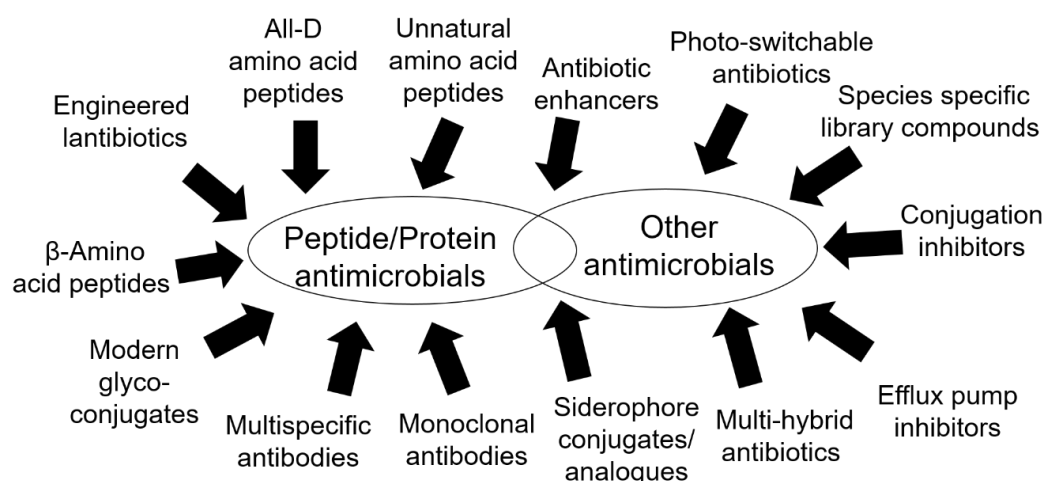 All-D
amino acid
peptides
Unnatural
amino acid
peptides
Antibiotic
enhancers
Photo-switchable
antibiotics
Engineered
lantibiotics
Species specific
library compounds
Peptide/Protein
antimicrobials
Other
antimicrobials
Conjugation
inhibitors
β-Amino
acid peptides
Modern
glyco-
conjugates
Multispecific
antibodies
Monoclonal
antibodies
Siderophore
conjugates/
analogues
Multi-hybrid
antibiotics
Efflux pump
inhibitors